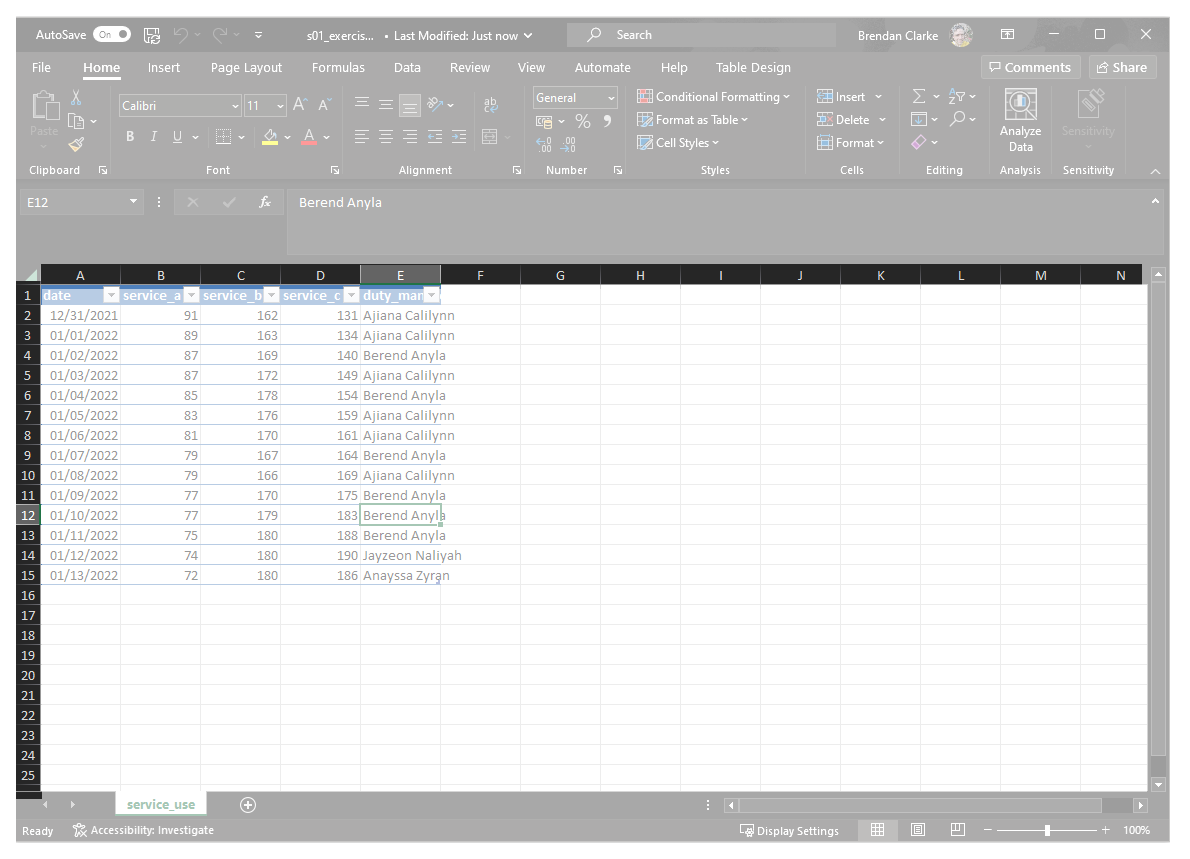 AutoSave On s01_exercis... • Last Modified: Just now Search Brendan Clarke
File Home Insert Page Layout Formulas Data Review View Automate Help Table Design Comments Share
Calibri 11 A A ab General Conditional Formatting Insert
Paste B I U A % 9 Format as Table Delete Analyze Data Sensitivity
.00 .00 Cell Styles Format
Clipboard Font Alignment Number Styles Cells Editing Analysis Sensitivity
E12 fx Berend Anyla
A B C D E F G H I J K L M N
1 date service_a service_b service_c duty_man
2 12/31/2021 91 162 131 Ajiana Calilynn
3 01/01/2022 89 163 134 Ajiana Calilynn
4 01/02/2022 87 169 140 Berend Anyla
5 01/03/2022 87 172 149 Ajiana Calilynn
6 01/04/2022 85 178 154 Berend Anyla
7 01/05/2022 83 176 159 Ajiana Calilynn
8 01/06/2022 81 170 161 Ajiana Calilynn
9 01/07/2022 79 167 164 Berend Anyla
10 01/08/2022 79 166 169 Ajiana Calilynn
11 01/09/2022 77 170 175 Berend Anyla
12 01/10/2022 77 179 183 Berend Anyla
13 01/11/2022 75 180 188 Berend Anyla
14 01/12/2022 74 180 190 Jayzeon Naliyah
15 01/13/2022 72 180 186 Anayssa Zyran
16
17
18
19
20
21
22
23
24
25
service_use
Ready Accessibility: Investigate Display Settings 100%